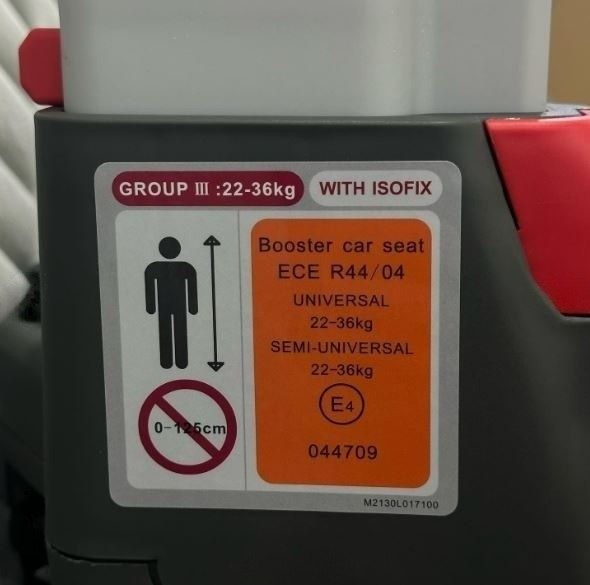 GROUP III :22-36kg
WITH ISOFIX
0-125cm
Booster car seat
ECE R44/04
UNIVERSAL
22-36kg
SEMI-UNIVERSAL
22-36kg
E4
044709
M2130L017100